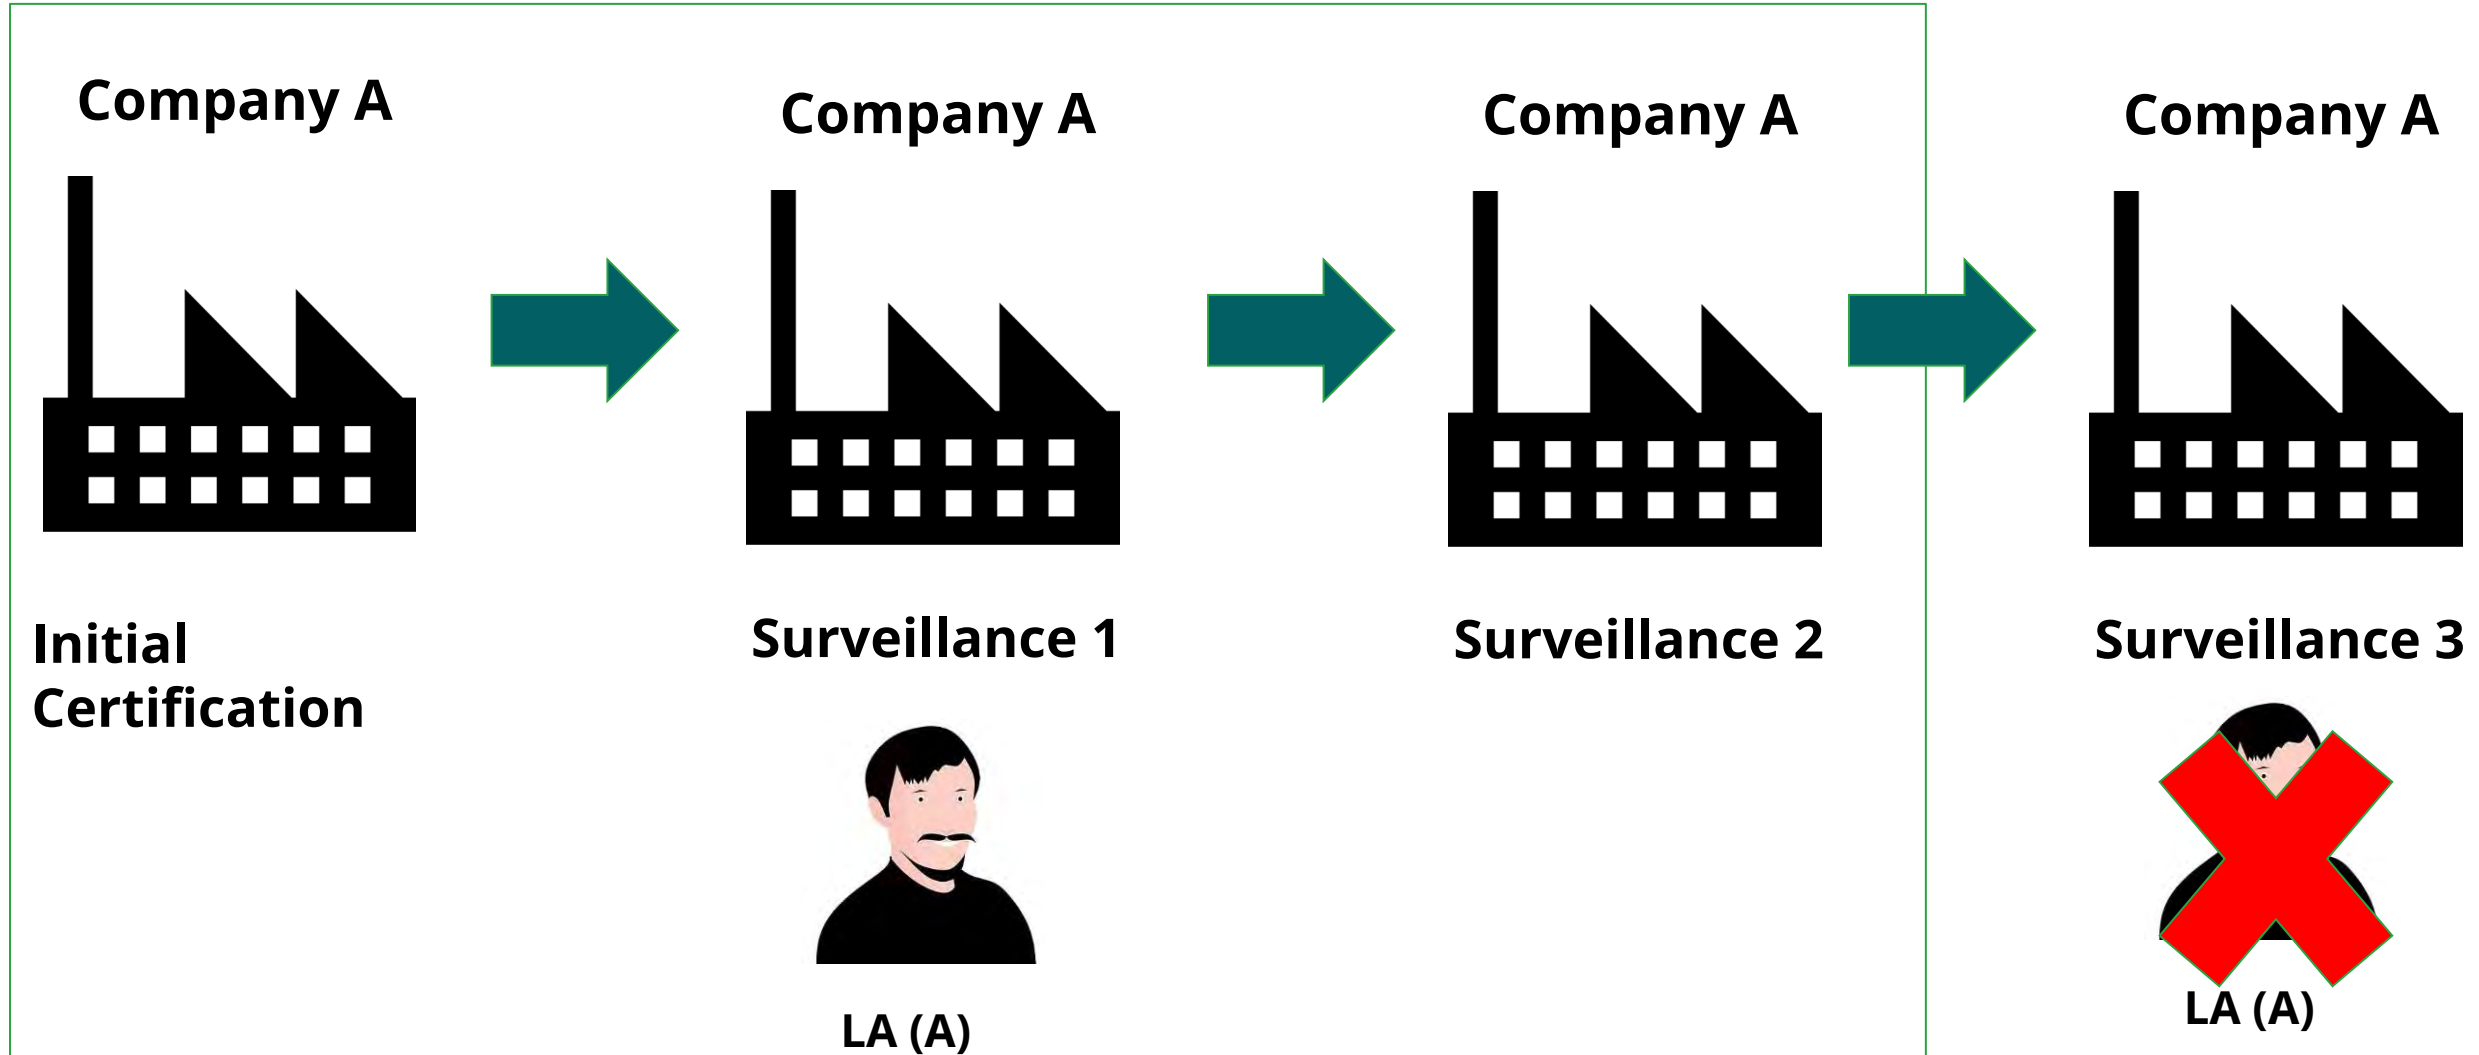 Company A
Company A
Company A
Company A
Initial
Certification
Surveillance 1
Surveillance 2
Surveillance 3
LA (A)
LA (A)